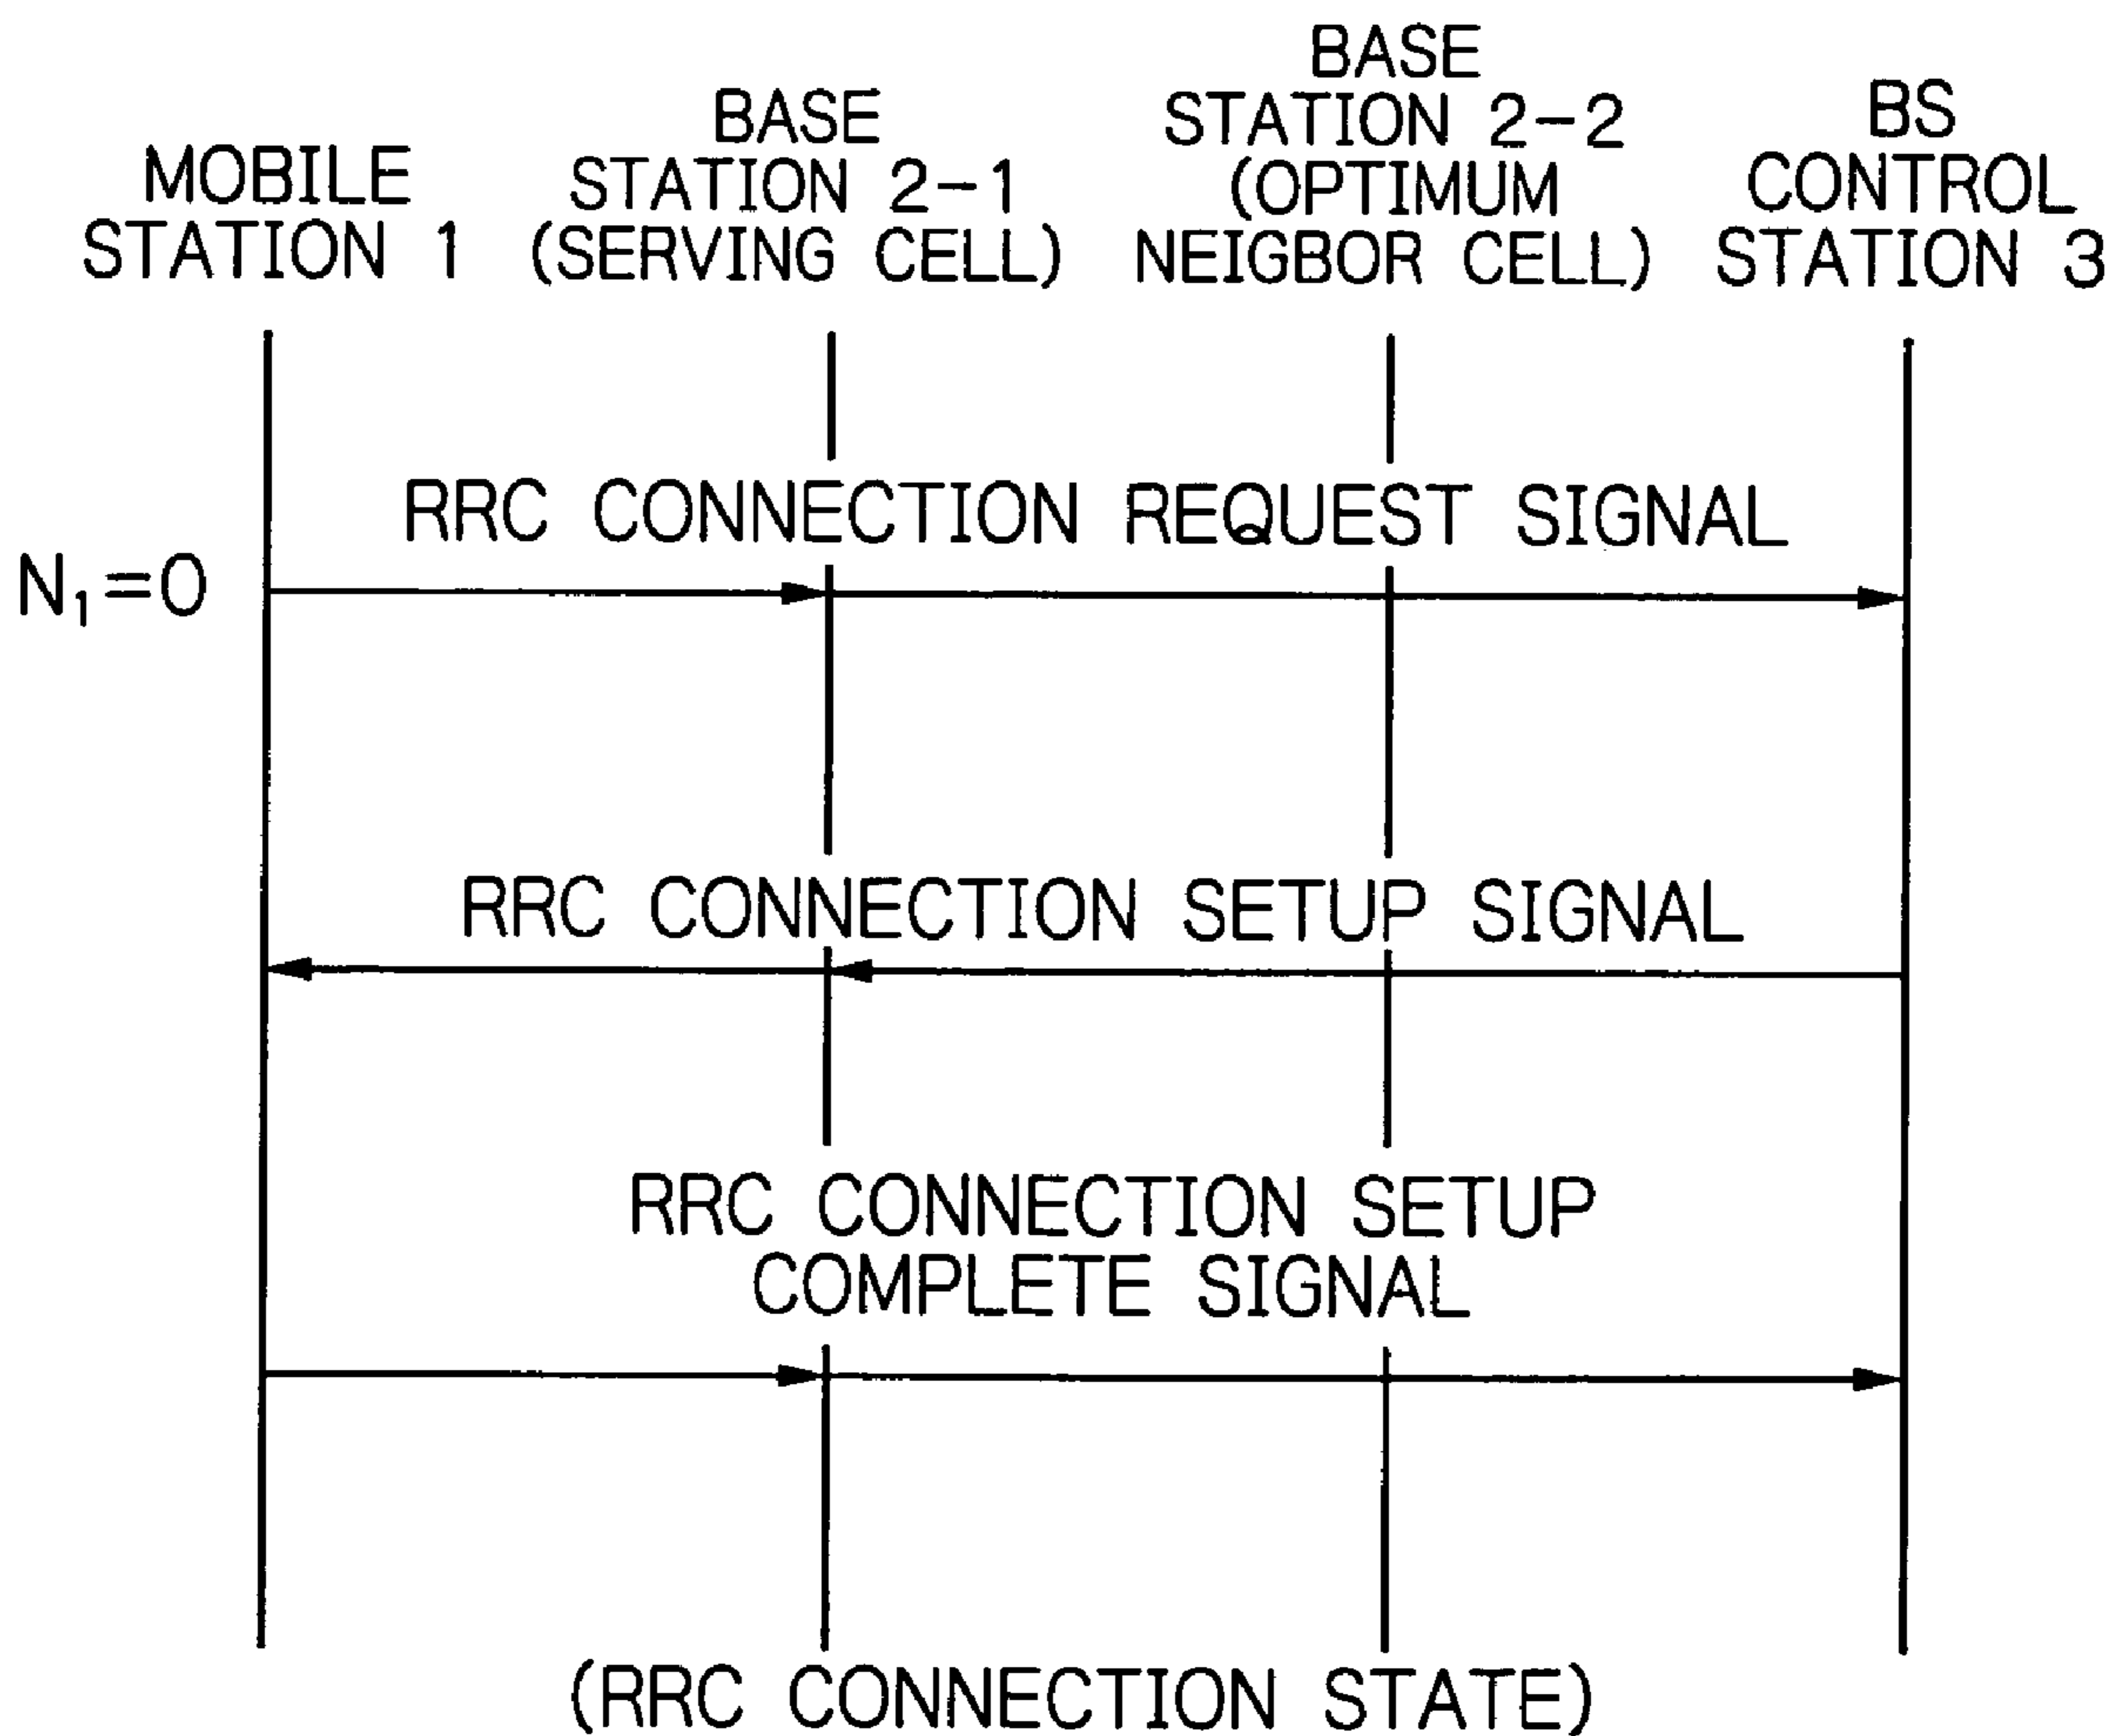 MOBILE
STATION 1
BASE
STATION 2-1
(SERVING CELL)
BASE
STATION 2-2
(OPTIMUM
NEIGBOR CELL)
BS
CONTROL
STATION 3
RRC CONNECTION REQUEST SIGNAL
N₁=0
RRC CONNECTION SETUP SIGNAL
RRC CONNECTION SETUP
COMPLETE SIGNAL
(RRC CONNECTION STATE)